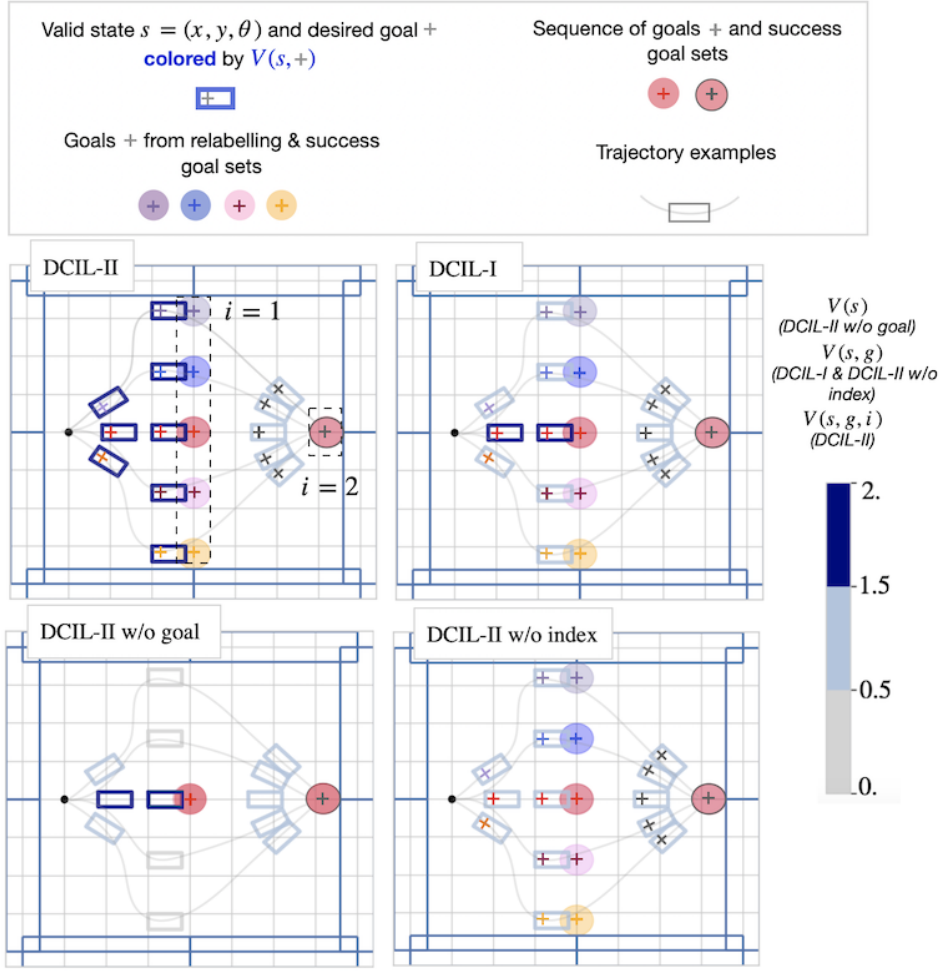 Valid state s = (x, y, θ) and desired goal +
colored by V(s,+)
Goals + from relabelling & success
goal sets
Sequence of goals + and success
goal sets
Trajectory examples
DCIL-II
i = 1
i = 2
DCIL-I
V(s)
(DCIL-II w/o goal)
V(s, g)
(DCIL-I & DCIL-II w/o
index)
V(s, g, i)
(DCIL-II)
2.
1.5
0.5
0.
DCIL-II w/o goal
DCIL-II w/o index